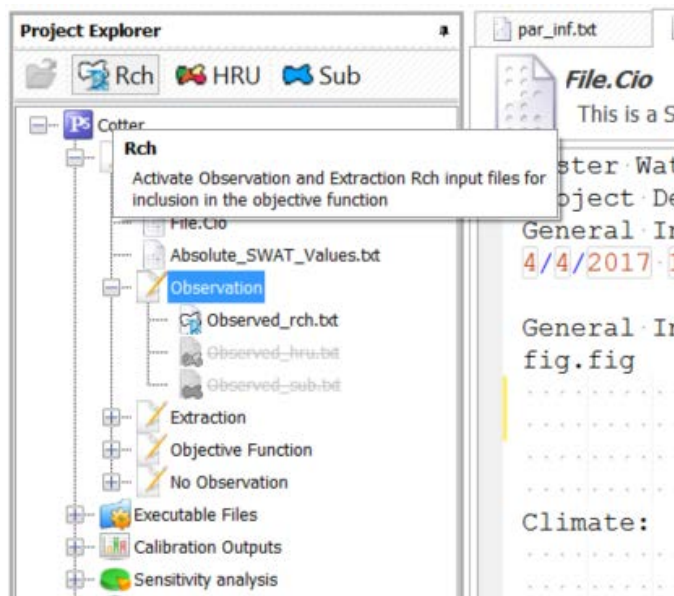 Project Explorer
par_inf.txt
Rch HRU Sub
File.Cio
This is a S
Cotter
Rch
Activate Observation and Extraction Rch input files for
inclusion in the objective function
ster Wat
oject De
File.Cio
General In
Absolute_SWAT_Values.txt
4/4/2017
Observation
Observed_rch.txt
General In
Observed_hru.txt
fig.fig
Observed_sub.txt
Extraction
Objective Function
No Observation
Executable Files
Climate:
Calibration Outputs
Sensitivity analysis